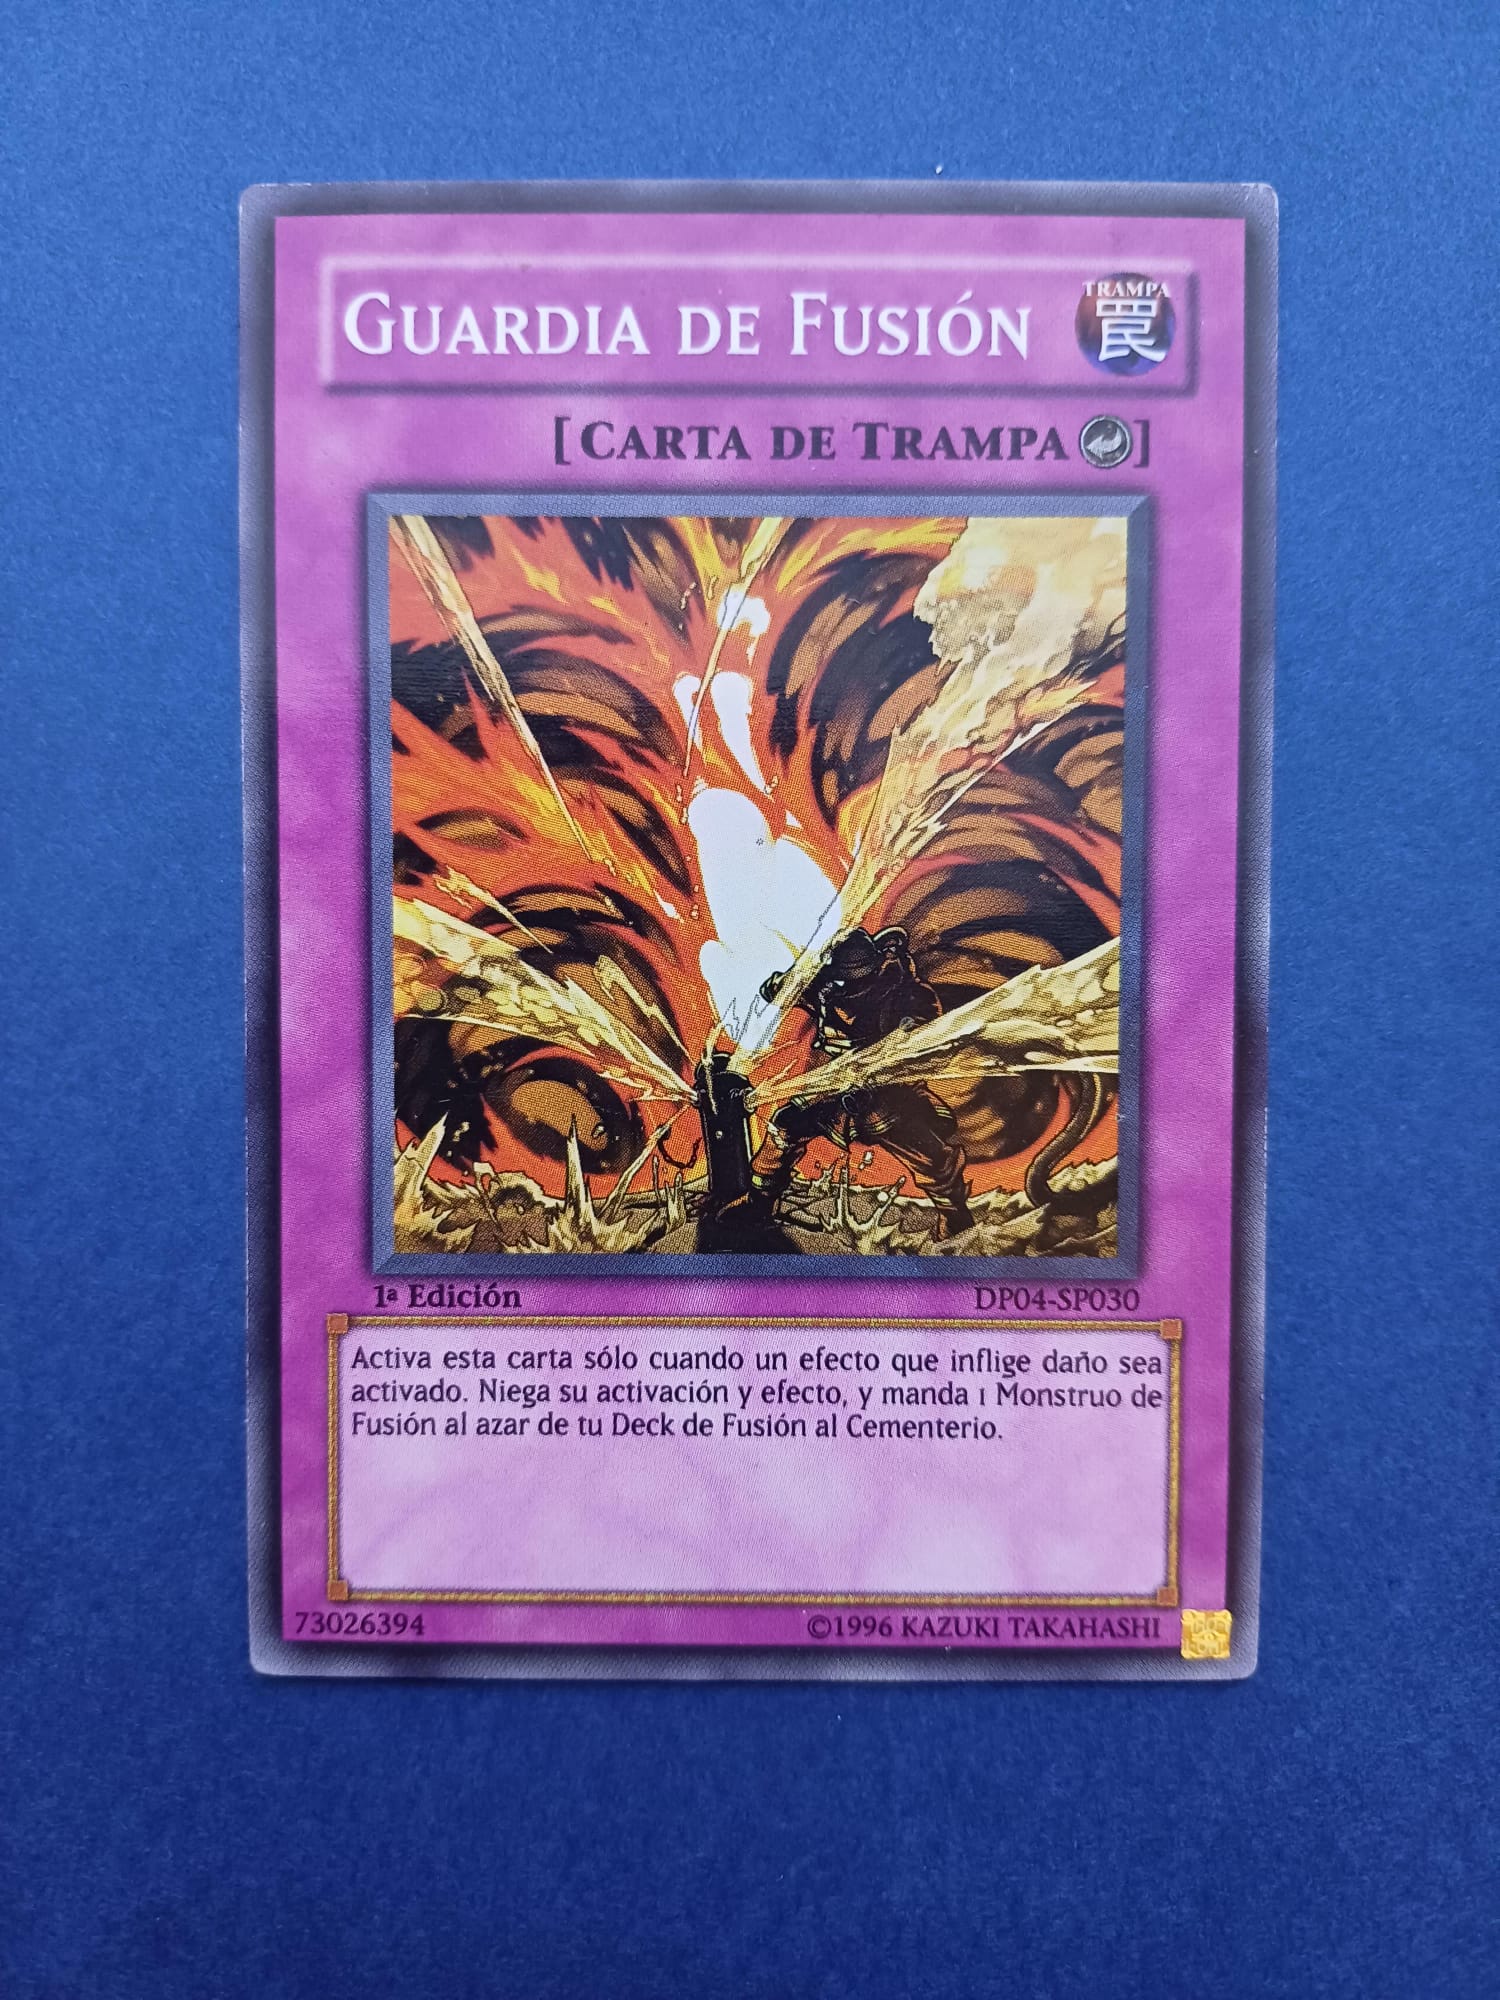 GUARDIA DE FUSIÓN
TRAMPA
罠
[CARTA DE TRAMPA]
1ª Edición
DP04-SP030
Activa esta carta sólo cuando un efecto que inflige daño sea
activado. Niega su activación y efecto, y manda 1 Monstruo de
Fusión al azar de tu Deck de Fusión al Cementerio.
73026394
©1996 KAZUKI TAKAHASHI